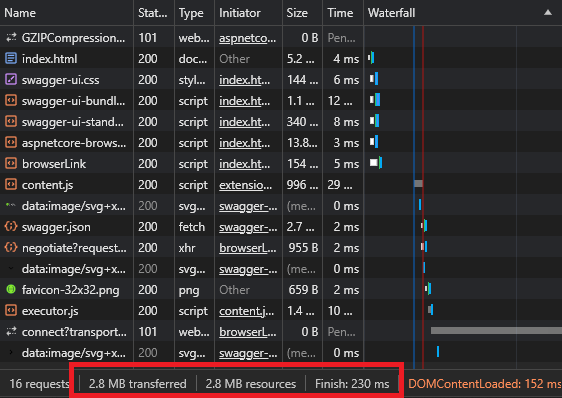 Name Stat... Type Initiator Size Time Waterfall
GZIPCompression... 101 web... aspnetco... 0 B Pen...
index.html 200 doc... Other 5.2 ... 4 ms
swagger-ui.css 200 styl... index.ht... 144 ... 6 ms
swagger-ui-bundl... 200 script index.ht... 1.1 ... 12 ...
swagger-ui-stand... 200 script index.ht... 340 ... 8 ms
aspnetcore-brows... 200 script index.ht... 13.8... 3 ms
browserLink 200 script index.ht... 154 ... 5 ms
content.js 200 script extensio... 996 ... 29 ...
data:image/svg+x... 200 svg... swagger-... (me... 0 ms
swagger.json 200 fetch swagger-... 2.7 ... 2 ms
negotiate?request... 200 xhr browserL... 955 B 2 ms
data:image/svg+x... 200 svg... swagger-... (me... 0 ms
favicon-32x32.png 200 png Other 659 B 2 ms
executor.js 200 script content.j... 1.4 ... 10 ...
connect?transport... 101 web... browserL... 0 B Pen...
data:image/svg+x... 200 svg... swagger-... (me... 0 ms
16 requests 2.8 MB transferred 2.8 MB resources Finish: 230 ms DOMContentLoaded: 152 ms